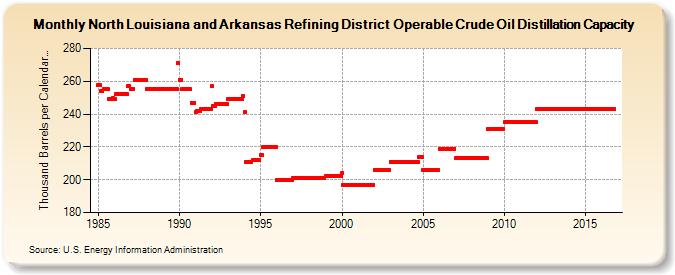 Monthly North Louisiana and Arkansas Refining District Operable Crude Oil Distillation Capacity
Thousand Barrels per Calendar...
280
260
240
220
200
180
1985 1990 1995 2000 2005 2010 2015
Source: U.S. Energy Information Administration